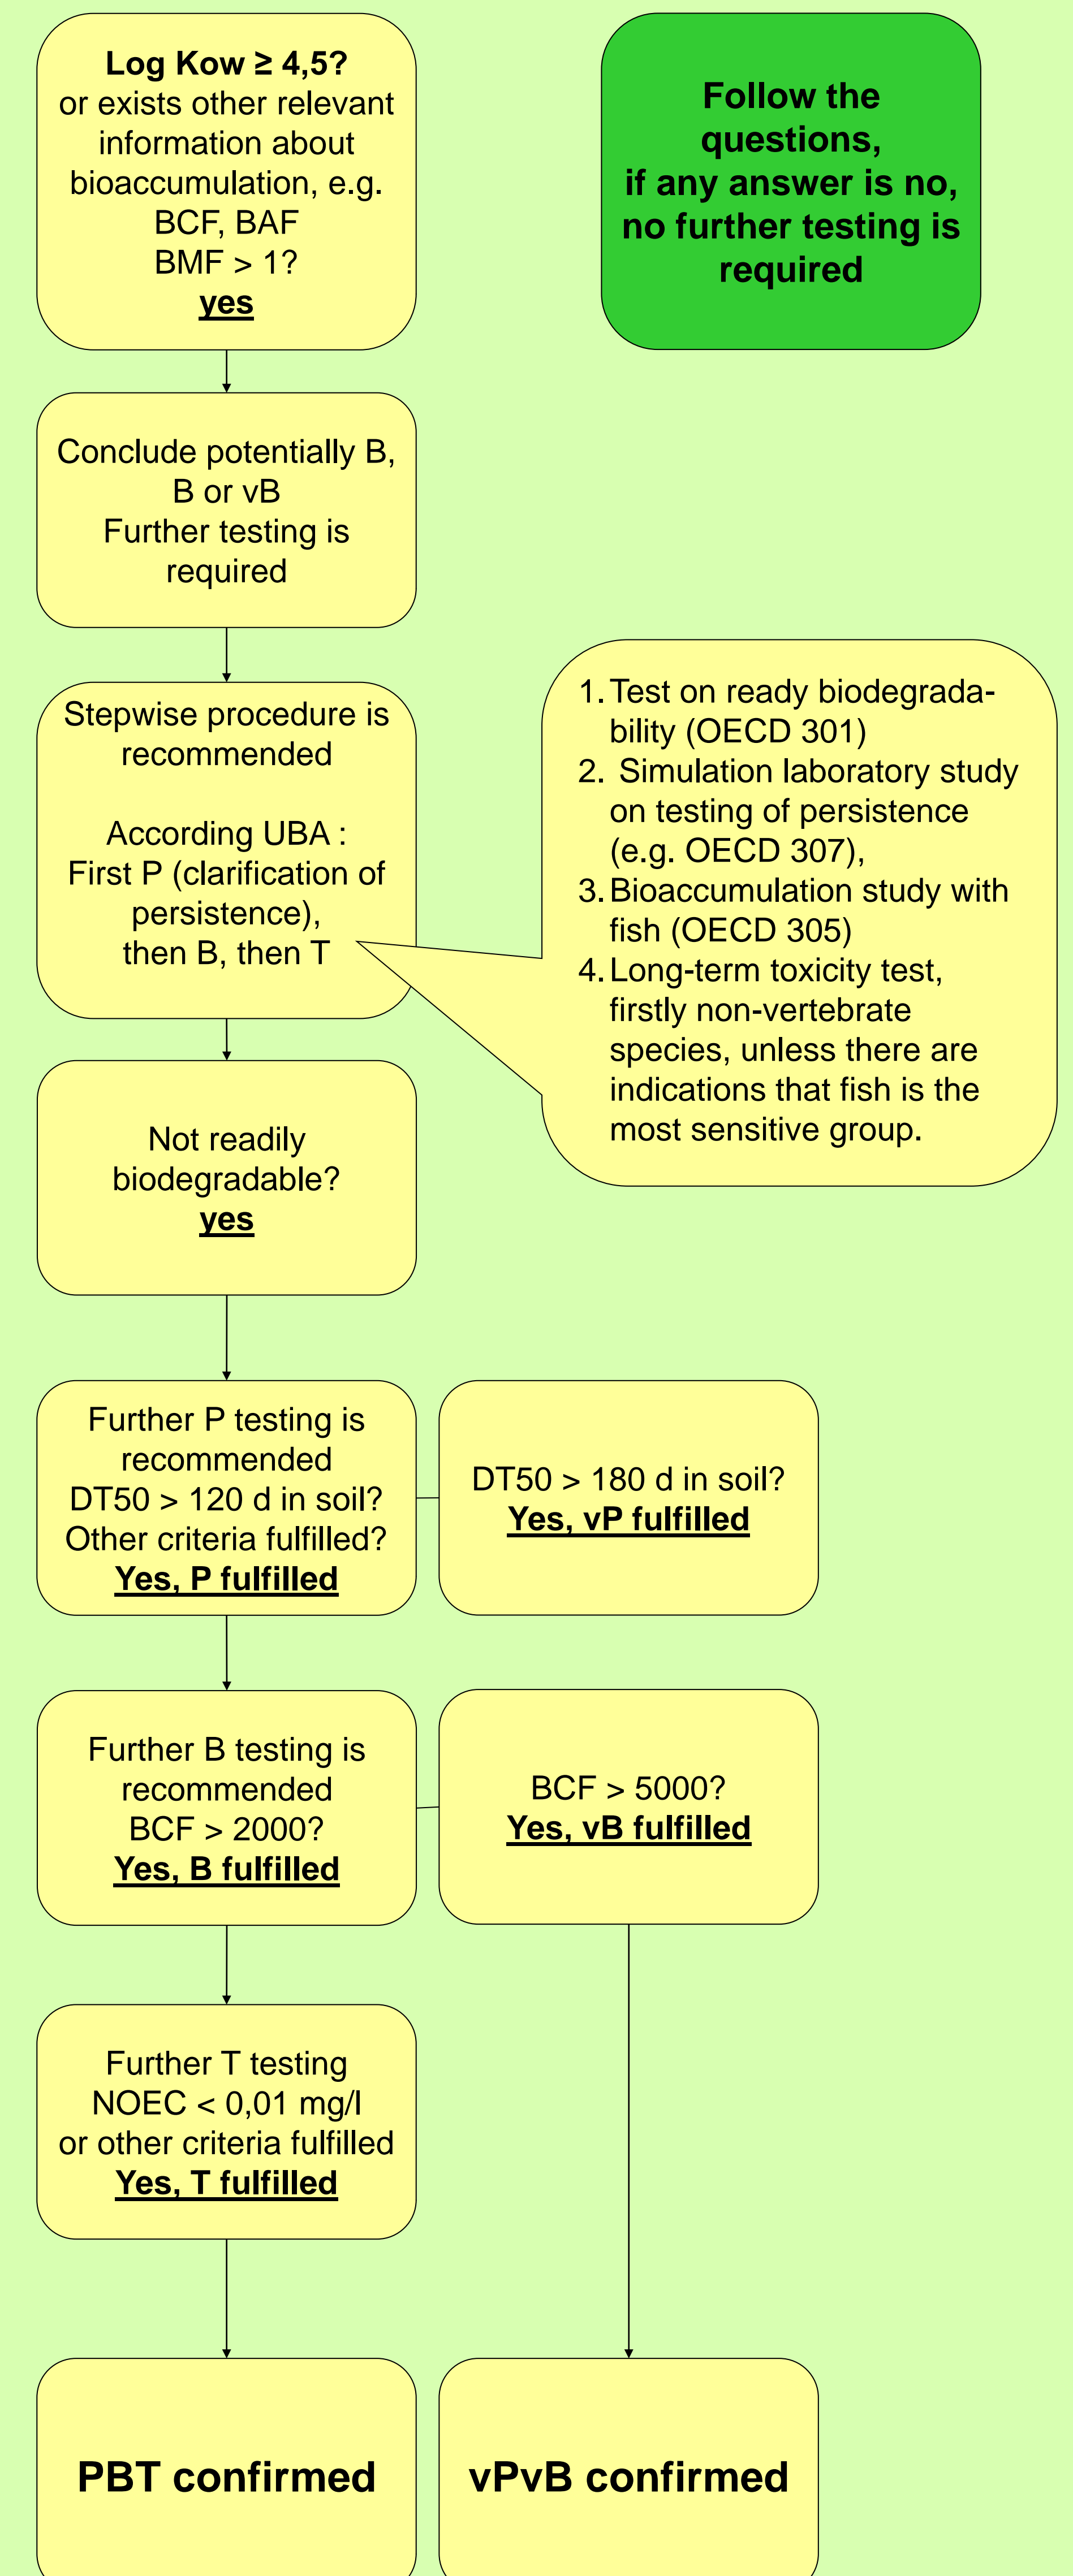 Log Kow ≥ 4,5?
or exists other relevant
information about
bioaccumulation, e.g.
BCF, BAF
BMF > 1?
yes
Follow the
questions,
if any answer is no,
no further testing is
required
Conclude potentially B,
B or vB
Further testing is
required
Stepwise procedure is
recommended
According UBA :
First P (clarification of
persistence),
then B, then T
1. Test on ready biodegrada-
bility (OECD 301)
2. Simulation laboratory study
on testing of persistence
(e.g. OECD 307),
3. Bioaccumulation study with
fish (OECD 305)
4. Long-term toxicity test,
firstly non-vertebrate
species, unless there are
indications that fish is the
most sensitive group.
Not readily
biodegradable?
yes
Further P testing is
recommended
DT50 > 120 d in soil?
Other criteria fulfilled?
Yes, P fulfilled
DT50 > 180 d in soil?
Yes, vP fulfilled
Further B testing is
recommended
BCF > 2000?
Yes, B fulfilled
BCF > 5000?
Yes, vB fulfilled
Further T testing
NOEC < 0,01 mg/l
or other criteria fulfilled
Yes, T fulfilled
PBT confirmed
vPvB confirmed